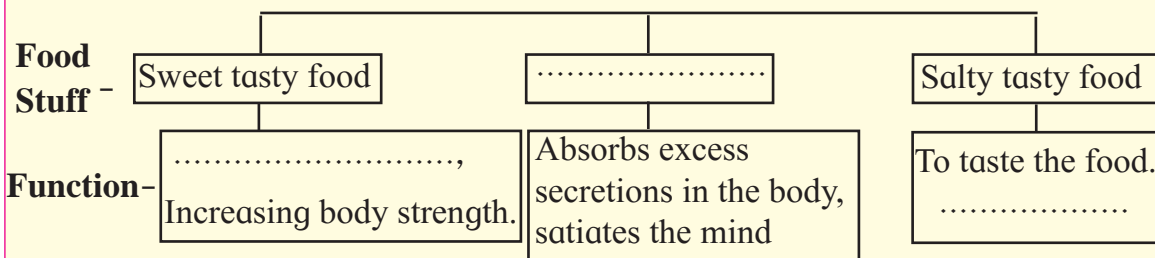 Food
Stuff -
Sweet tasty food
.......................
Salty tasty food
Function-
............................,
Increasing body strength.
Absorbs excess
secretions in the body,
satiates the mind
To taste the food.
...................